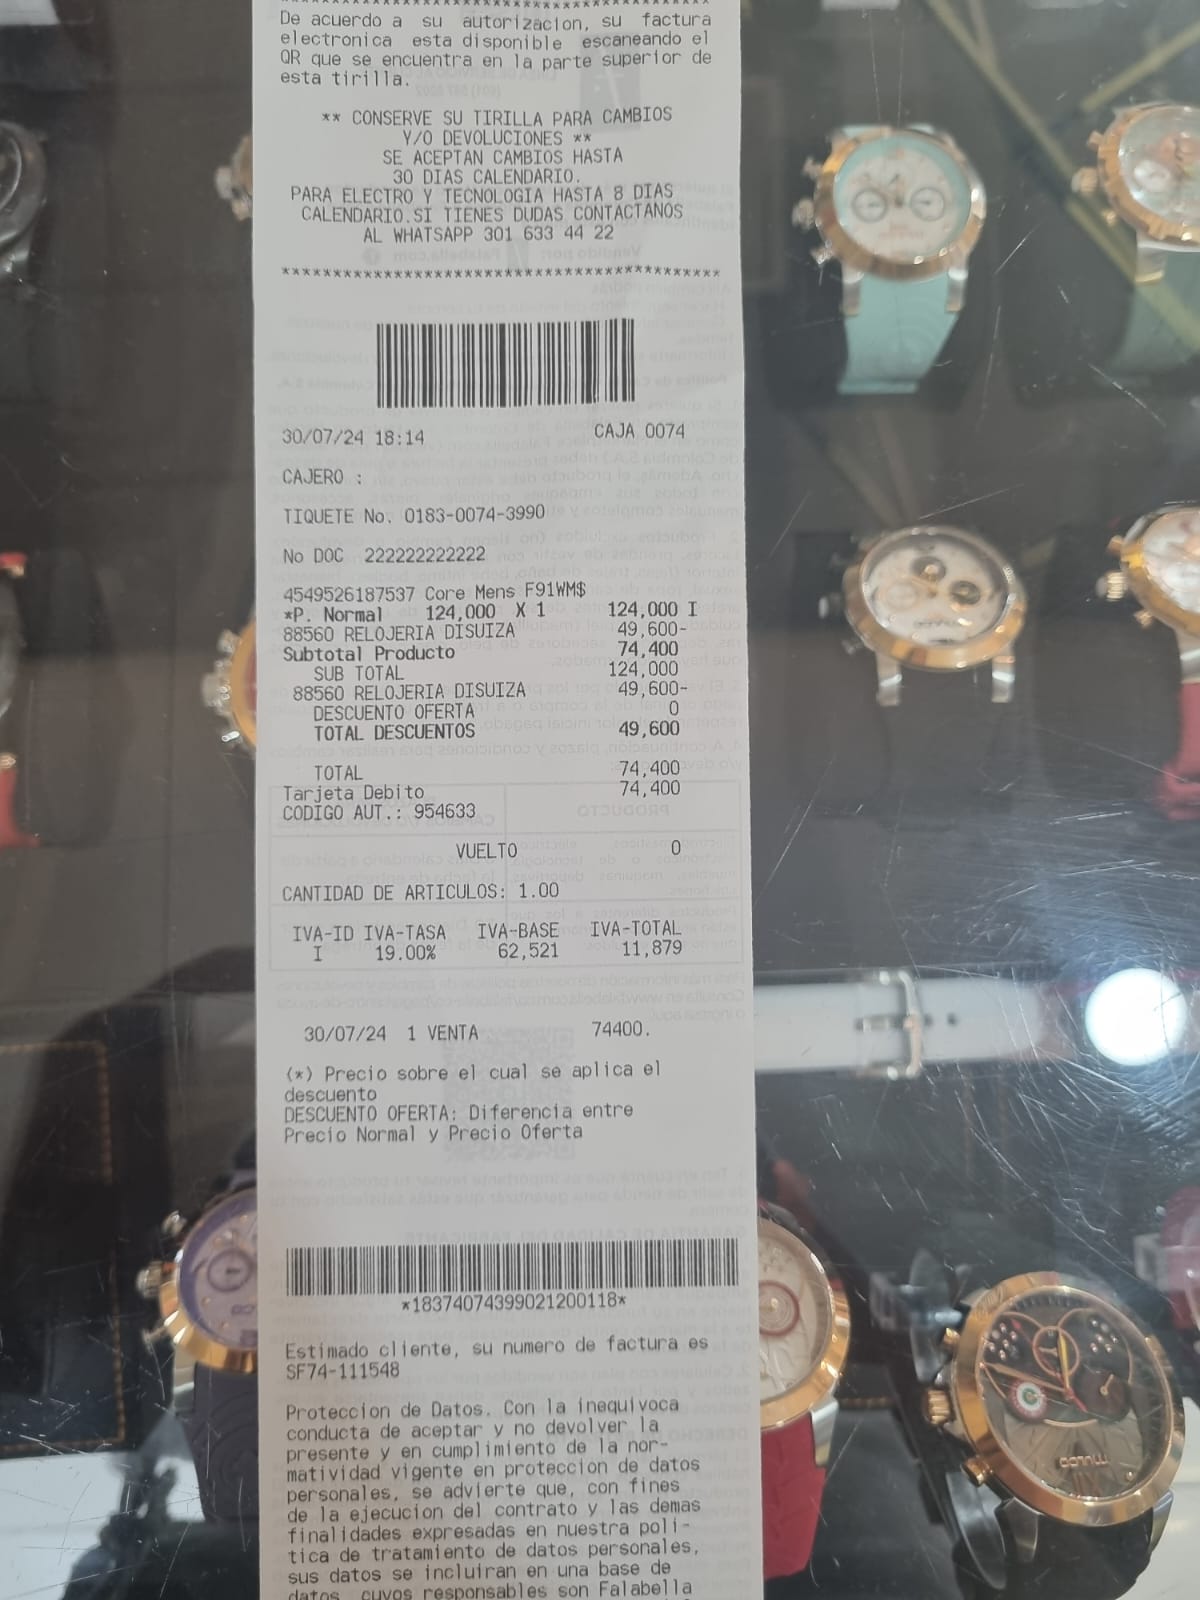 De acuerdo a su autorizacion, su factura
electronica esta disponible escaneando el
QR que se encuentra en la parte superior de
esta tirilla.
** CONSERVE SU TIRILLA PARA CAMBIOS
Y/O DEVOLUCIONES **
SE ACEPTAN CAMBIOS HASTA
30 DIAS CALENDARIO.
PARA ELECTRO Y TECNOLOGIA HASTA 8 DIAS
CALENDARIO.SI TIENES DUDAS CONTACTANOS
AL WHATSAPP 301 633 44 22
*******************************************
30/07/24 18:14 CAJA 0074
CAJERO :
TIQUETE No. 0183-0074-3990
No DOC 222222222222
4549526187537 Core Mens F91WM$
*P. Normal 124,000 X 1 124,000 I
88560 RELOJERIA DISUIZA 49,600-
Subtotal Producto 74,400
SUB TOTAL 124,000
88560 RELOJERIA DISUIZA 49,600-
DESCUENTO OFERTA 0
TOTAL DESCUENTOS 49,600
TOTAL 74,400
Tarjeta Debito 74,400
CODIGO AUT.: 954633
VUELTO 0
CANTIDAD DE ARTICULOS: 1.00
IVA-ID IVA-TASA IVA-BASE IVA-TOTAL
I 19.00% 62,521 11,879
30/07/24 1 VENTA 74400.
(*) Precio sobre el cual se aplica el
descuento
DESCUENTO OFERTA: Diferencia entre
Precio Normal y Precio Oferta
*18374074399021200118*
Estimado cliente, su numero de factura es
SF74-111548
Proteccion de Datos. Con la inequivoca
conducta de aceptar y no devolver la
presente y en cumplimiento de la nor-
matividad vigente en proteccion de datos
personales, se advierte que, con fines
de la ejecucion del contrato y las demas
finalidades expresadas en nuestra poli-
tica de tratamiento de datos personales,
sus datos se incluiran en una base de
datos, cuyos responsables son Falabella